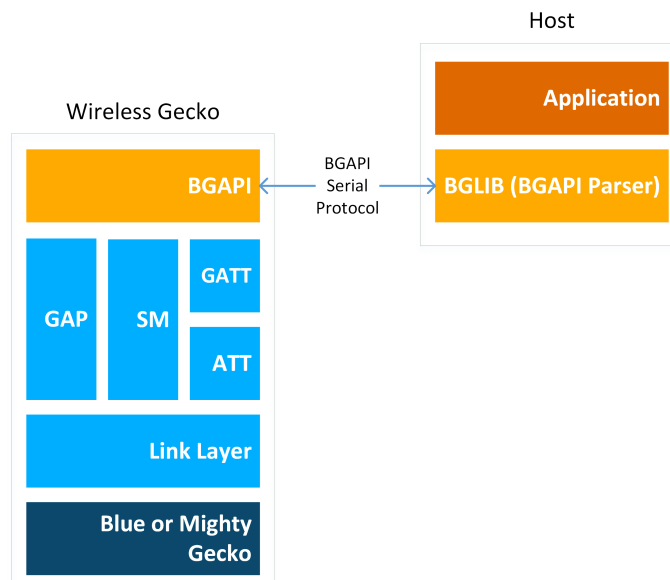 Host
Application
BGLIB (BGAPI Parser)
Wireless Gecko
BGAPI
BGAPI
Serial
Protocol
GAP
SM
GATT
ATT
Link Layer
Blue or Mighty
Gecko